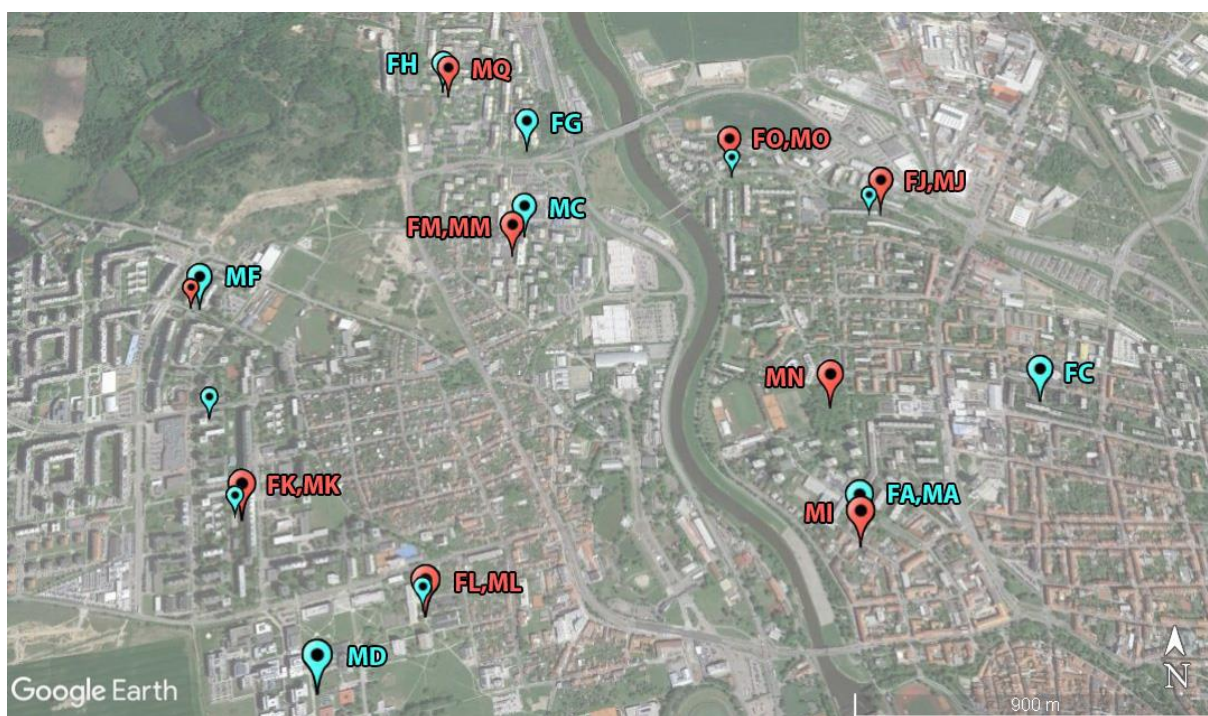 FH
MQ
FG
FO,MO
FJ,MJ
MC
FM,MM
MF
MN
FC
FK,MK
FA,MA
MI
FL,ML
MD
Google Earth
900 m
N